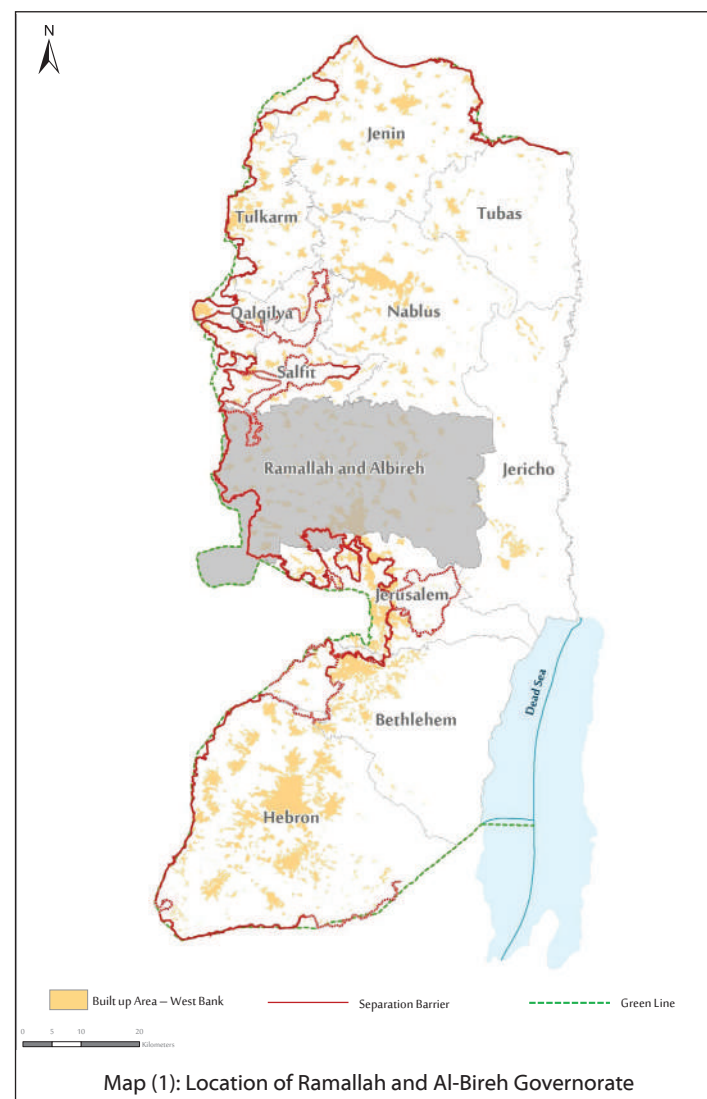 N
Jenin
Tulkarm
Tubas
Qalqilya
Nablus
Salfit
Ramallah and Albireh
Jericho
Jerusalem
Dead Sea
Bethlehem
Hebron
Built up Area – West Bank
Separation Barrier
Green Line
0 5 10 20
Kilometers
Map (1): Location of Ramallah and Al-Bireh Governorate